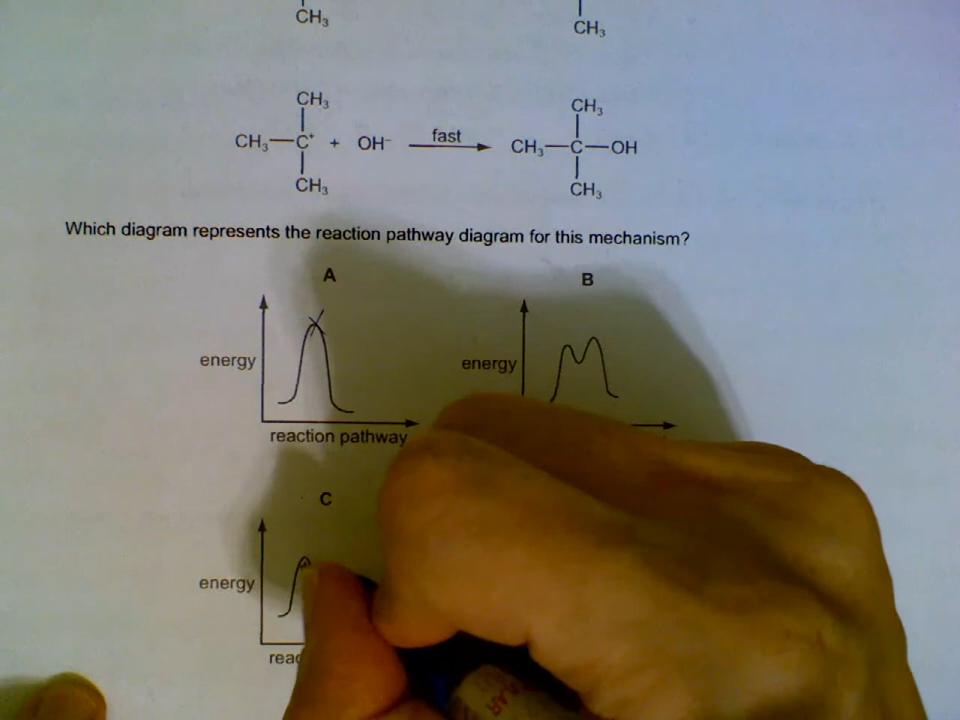 CH₃ CH₃
CH₃ CH₃
CH₃—C⁺ + OH⁻ fast CH₃—C—OH
CH₃ CH₃
Which diagram represents the reaction pathway diagram for this mechanism?
A B
energy energy
reaction pathway
C
energy